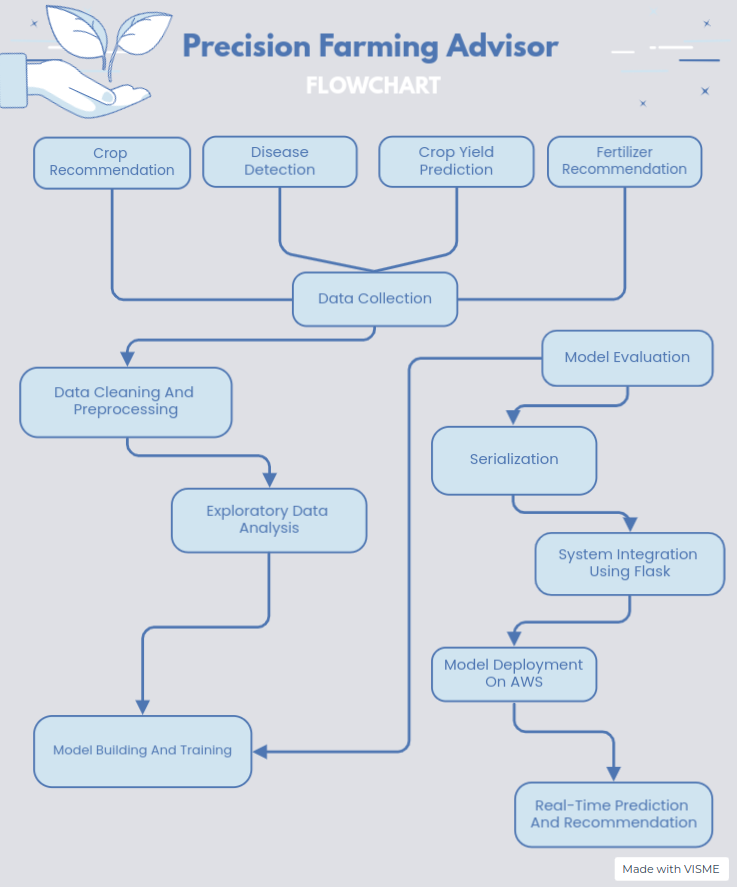 Precision Farming Advisor
FLOWCHART
Crop
Recommendation
Disease
Detection
Crop Yield
Prediction
Fertilizer
Recommendation
Data Collection
Model Evaluation
Data Cleaning And
Preprocessing
Serialization
Exploratory Data
Analysis
System Integration
Using Flask
Model Deployment
On AWS
Model Building And Training
Real-Time Prediction
And Recommendation
Made with VISME